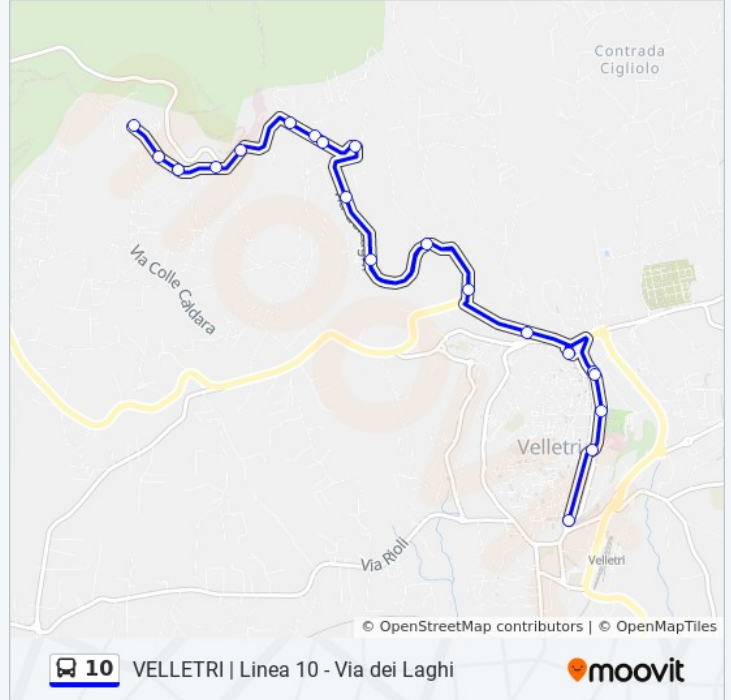 Contrada
Cigliolo
Via Colle Caldara
Velletri
Via Rioli
Velletri
© OpenStreetMap contributors | © OpenMapTiles
10 VELLETRI | Linea 10 - Via dei Laghi
moovit